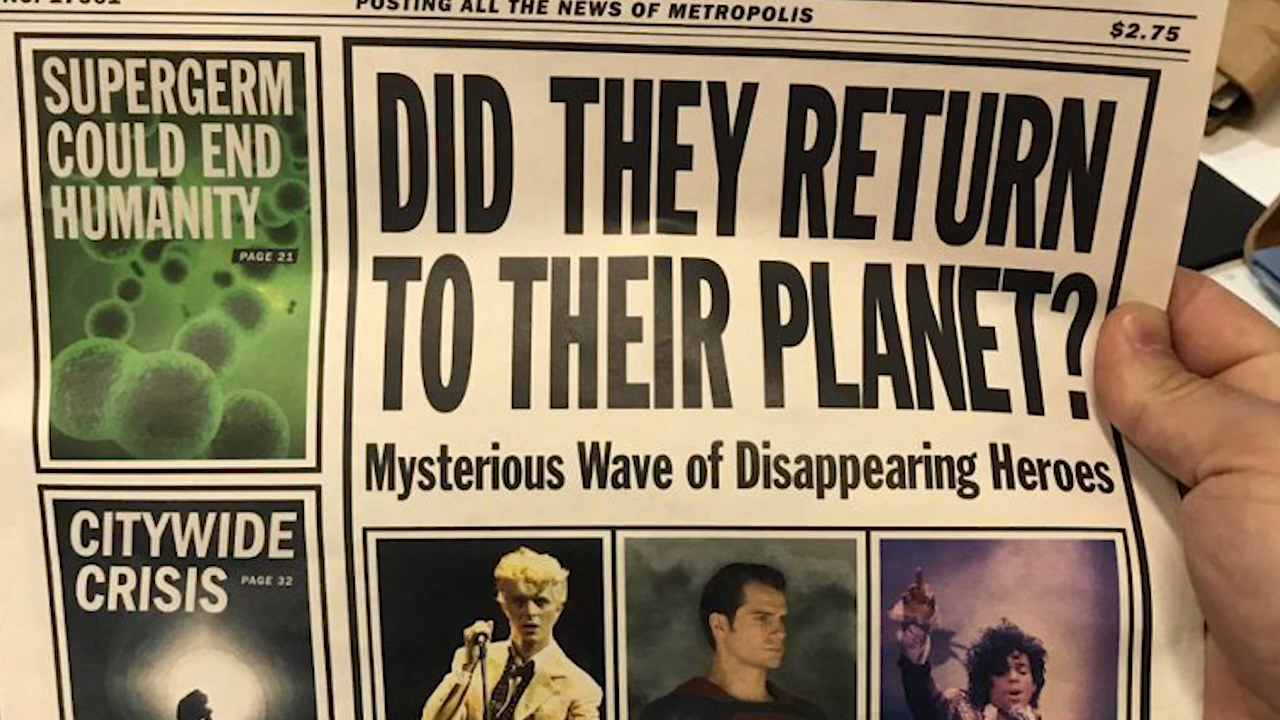 POSTING ALL THE NEWS OF METROPOLIS
$2.75
SUPERGERM
COULD END
HUMANITY
PAGE 21
DID THEY RETURN
TO THEIR PLANET?
Mysterious Wave of Disappearing Heroes
CITYWIDE
CRISIS
PAGE 32